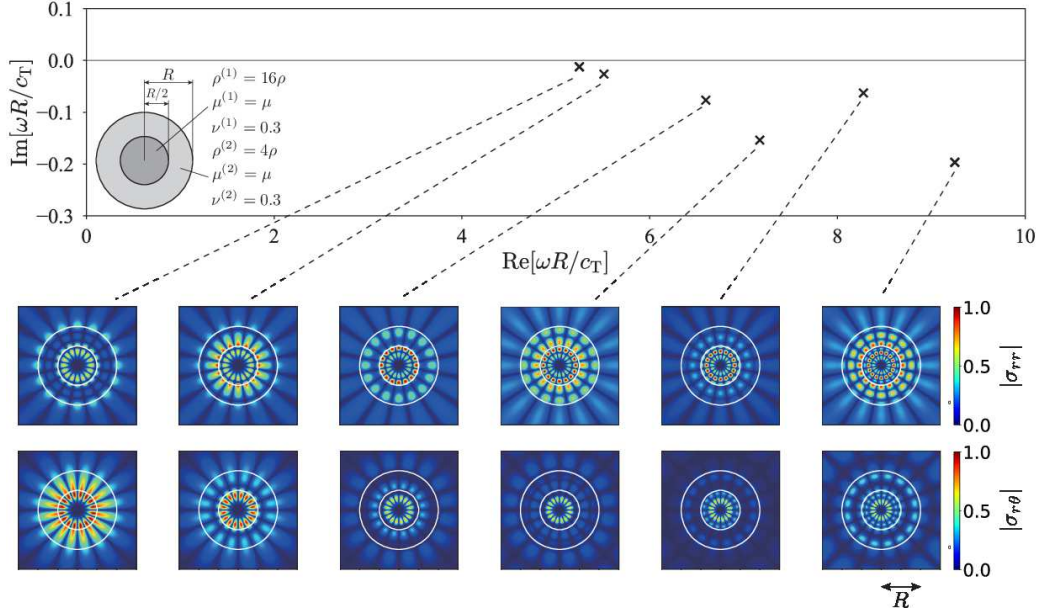 0.1
0.0
−0.1
−0.2
−0.3
Im[ωR/c_T]
R
R/2
ρ^(1) = 16ρ
μ^(1) = μ
ν^(1) = 0.3
ρ^(2) = 4ρ
μ^(2) = μ
ν^(2) = 0.3
0 2 4 6 8 10
Re[ωR/c_T]
1.0
0.5
0.0
|σ_rr|
1.0
0.5
0.0
|σ_rθ|
R